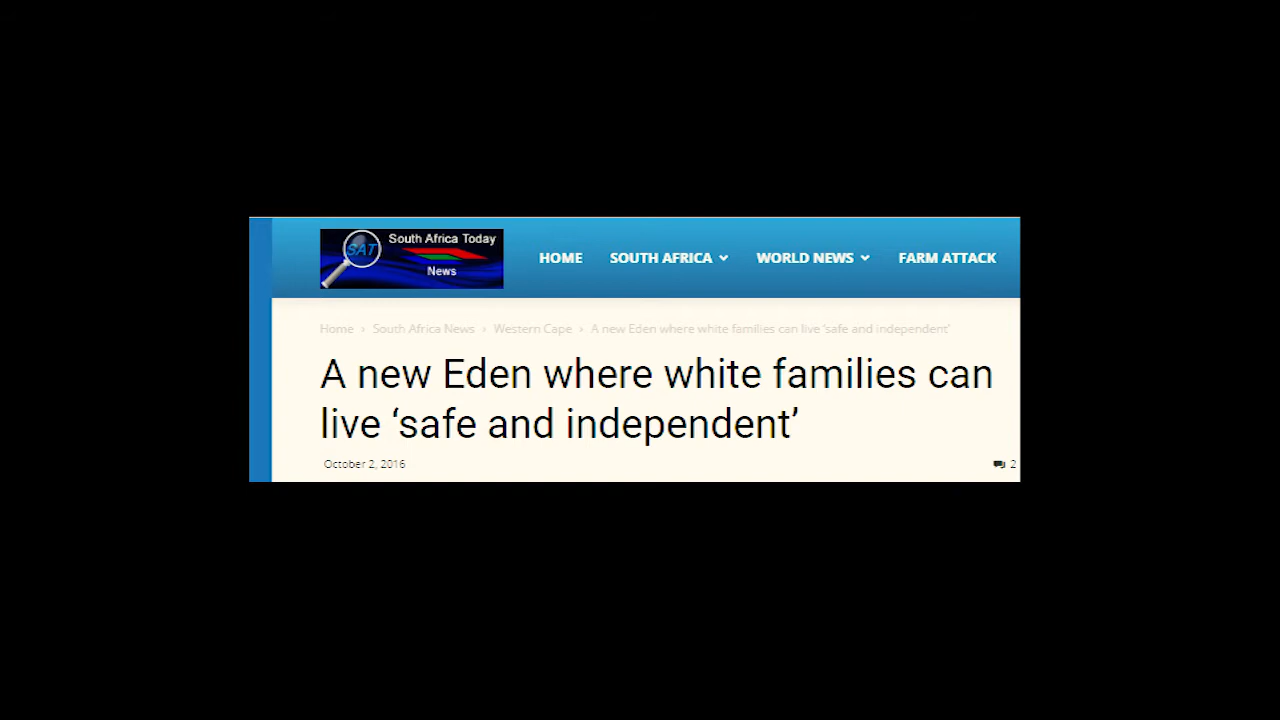 SAT South Africa Today
News
HOME SOUTH AFRICA WORLD NEWS FARM ATTACK
Home › South Africa News › Western Cape › A new Eden where white families can live 'safe and independent'
A new Eden where white families can
live ‘safe and independent’
October 2, 2016 2